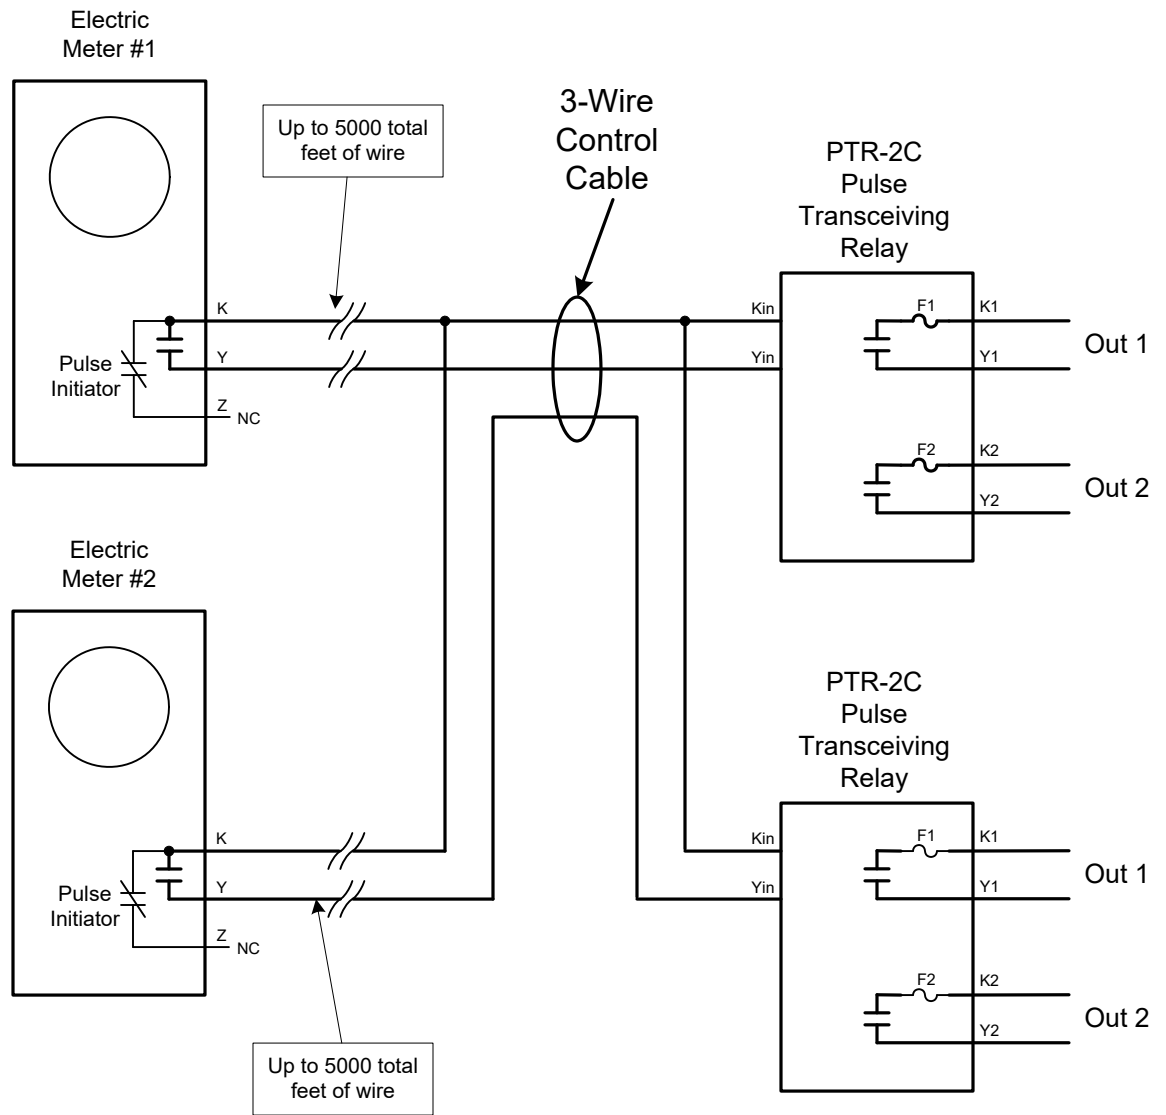 Electric
Meter #1
Up to 5000 total
feet of wire
3-Wire
Control
Cable
PTR-2C
Pulse
Transceiving
Relay
K
Y
Z
NC
Pulse
Initiator
Kin
Yin
F1
K1
Y1
Out 1
F2
K2
Y2
Out 2
Electric
Meter #2
K
Y
Z
NC
Pulse
Initiator
Up to 5000 total
feet of wire
PTR-2C
Pulse
Transceiving
Relay
Kin
Yin
F1
K1
Y1
Out 1
F2
K2
Y2
Out 2